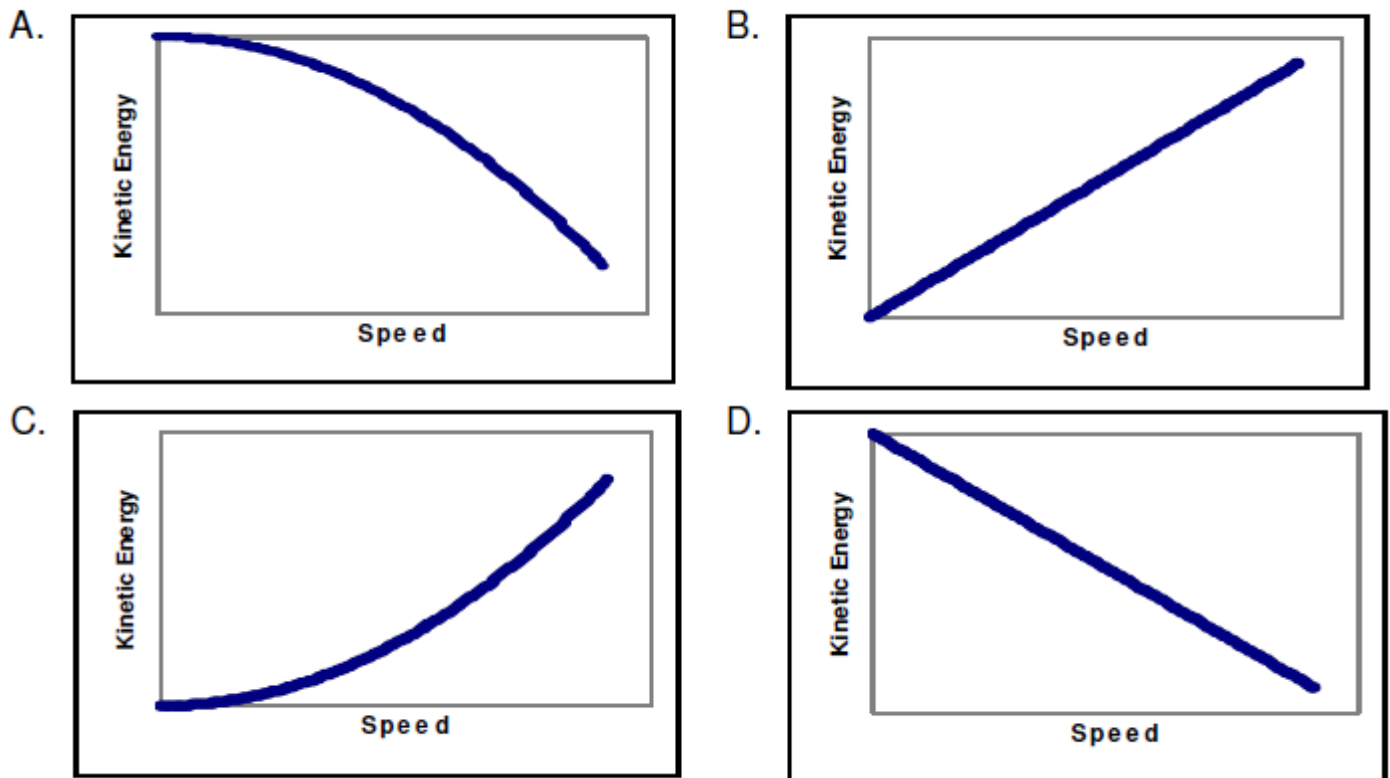 A.
Kinetic Energy
Speed
B.
Kinetic Energy
Speed
C.
Kinetic Energy
Speed
D.
Kinetic Energy
Speed